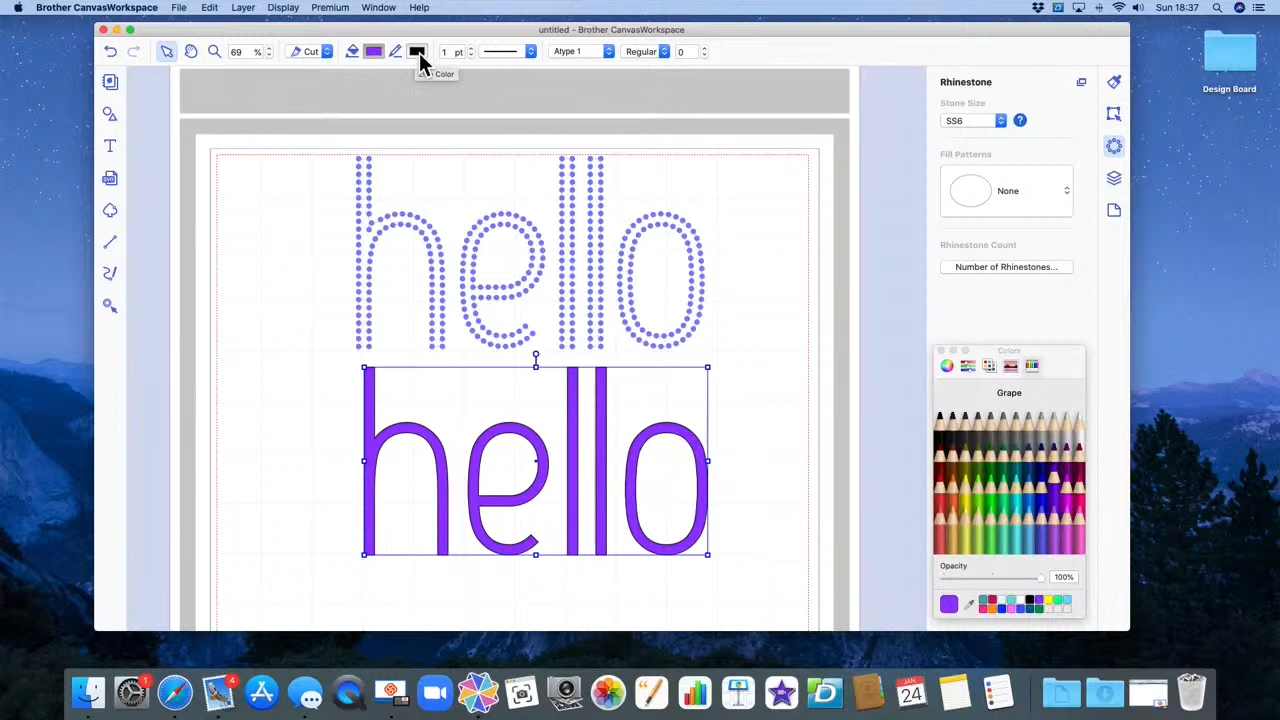 Brother CanvasWorkspace File Edit Layer Display Premium Window Help Sun 18:37
untitled - Brother CanvasWorkspace
69 % Cut 1 pt Atype 1 Regular 0
Color
Design Board
Rhinestone
Stone Size
SS6 ?
Fill Patterns
None
Rhinestone Count
Number of Rhinestones...
hello
hello
Colors
Grape
Opacity
100%
1
4
JAN
24